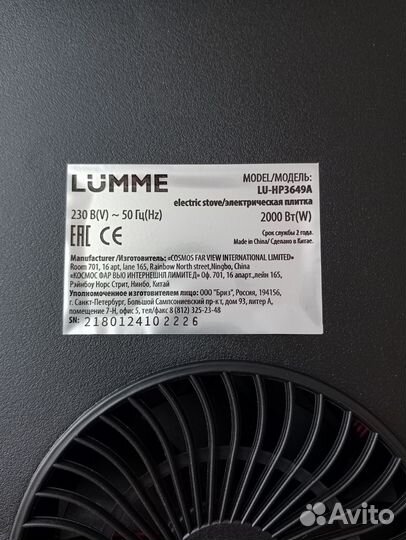 LUMME
MODEL/МОДЕЛЬ:
LU-HP3649A
electric stove/электрическая плитка
230 В(V) ~ 50 Гц(Hz)
2000 Вт(W)
EAC CE
Срок службы 2 года.
Made in China/ Сделано в Китае.
Manufacturer /Изготовитель: «COSMOS FAR VIEW INTERNATIONAL LIMITED»
Room 701, 16 apt, lane 165, Rainbow North street,Ningbo, China
«КОСМОС ФАР ВЬЮ ИНТЕРНЕШНЛ ЛИМИТЕД» Оф. 701, 16 апарт.,лейн 165,
Рэйнбоу Норс Стрит, Нинбо, Китай
Уполномоченное изготовителем лицо: ООО "Бриз", Россия, 194156,
г. Санкт-Петербург, Большой Сампсониевский пр-кт, дом 93, литер А,
помещение 7-Н, офис 5, тел/факс 8 (812) 325-23-48
SN: 2180124102226
Avito